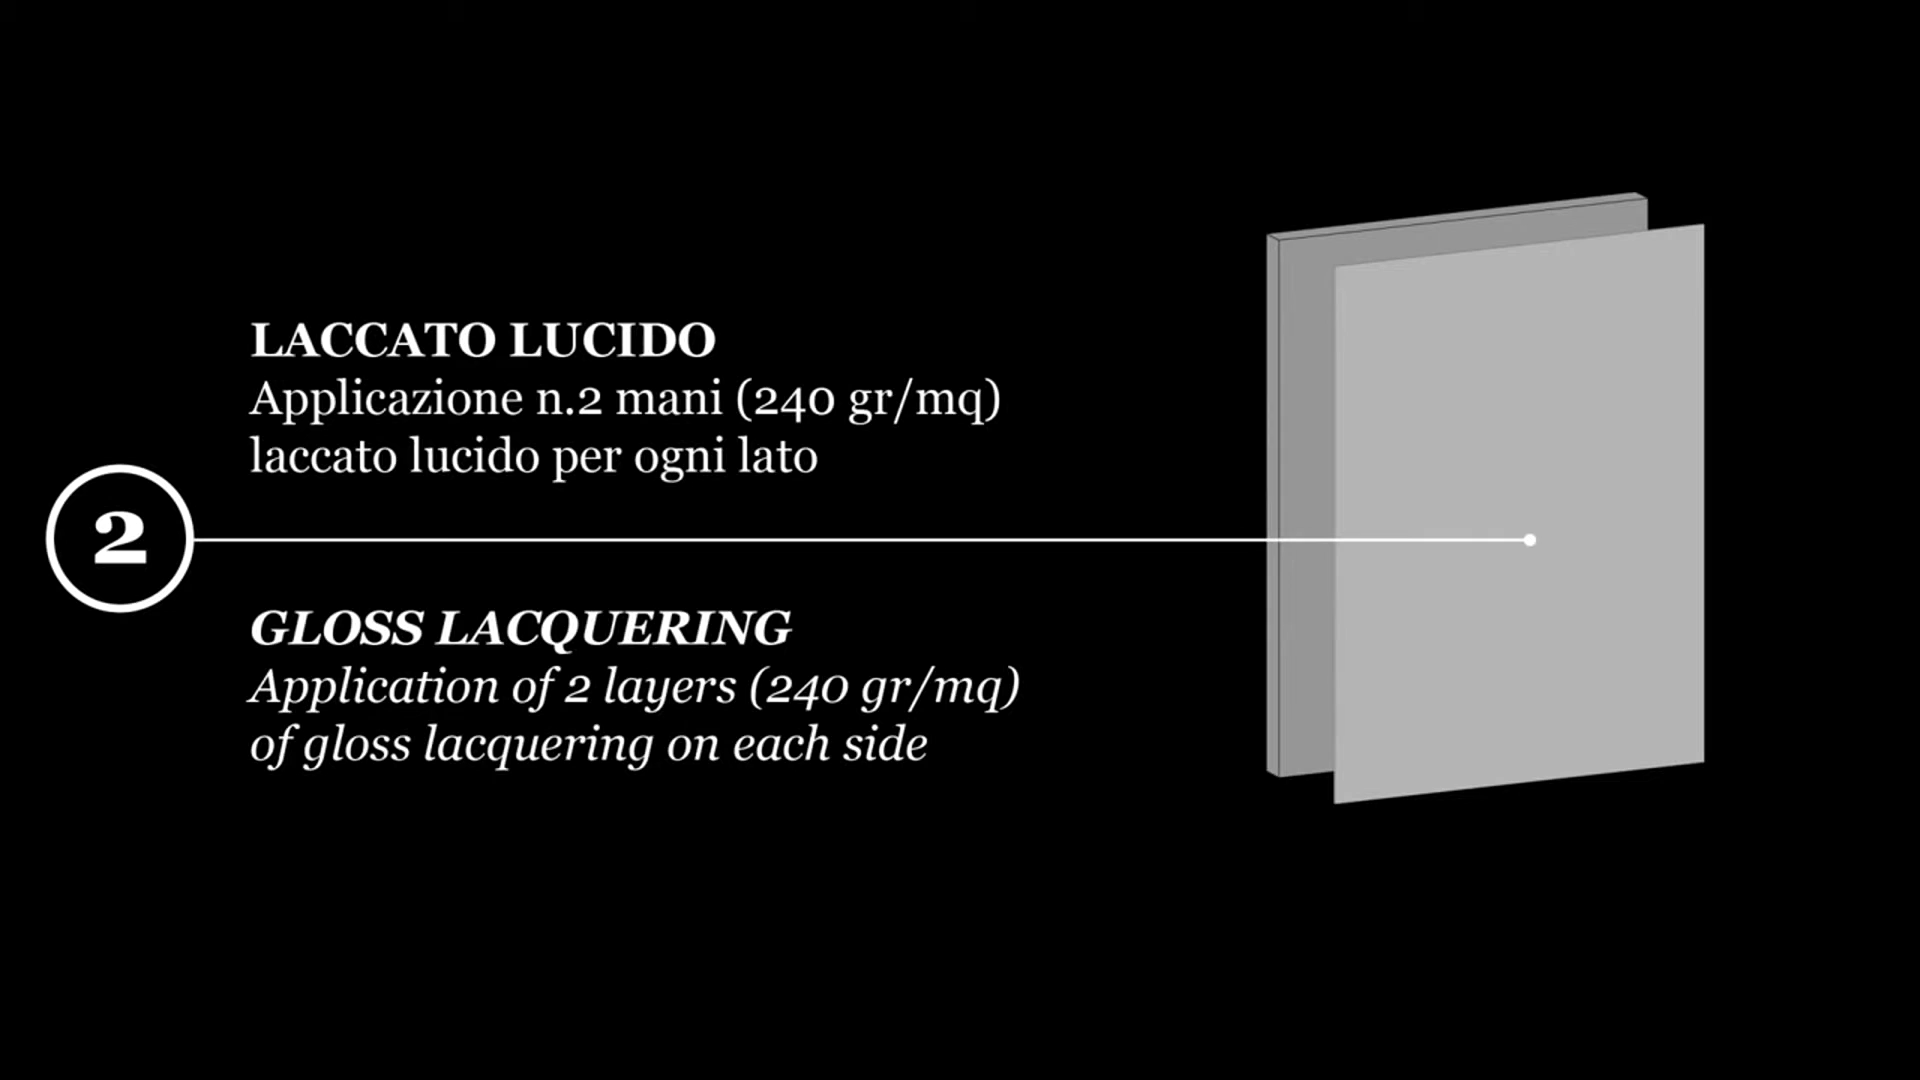 LACCATO LUCIDO
Applicazione n.2 mani (240 gr/mq)
laccato lucido per ogni lato
2
GLOSS LACQUERING
Application of 2 layers (240 gr/mq)
of gloss lacquering on each side